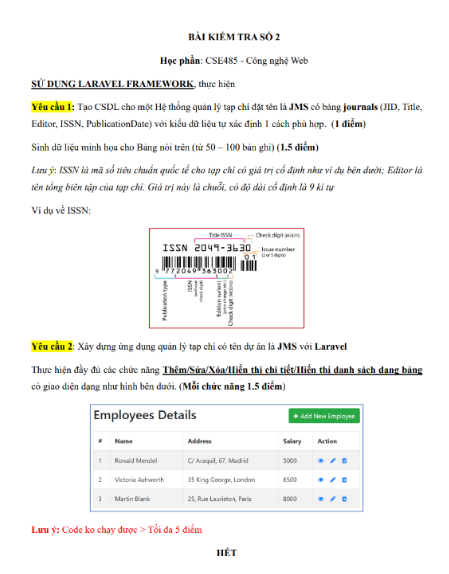 BÀI KIỂM TRA SỐ 2
Học phần: CSE485 - Công nghệ Web
SỬ DỤNG LARAVEL FRAMEWORK, thực hiện
Yêu cầu 1: Tạo CSDL cho một Hệ thống quản lý tạp chí đặt tên là JMS có bảng journals (JID, Title,
Editor, ISSN, PublicationDate) với kiểu dữ liệu tự xác định 1 cách phù hợp. (1 điểm)
Sinh dữ liệu minh họa cho Bảng nói trên (từ 50 – 100 bản ghi) (1.5 điểm)
Lưu ý: ISSN là mã số tiêu chuẩn quốc tế cho tạp chí có giá trị cố định như ví dụ bên dưới; Editor là
tên tổng biên tập của tạp chí. Giá trị này là chuỗi, có độ dài cố định là 9 kí tự
Ví dụ về ISSN:
Title ISSN
Check digit (MOD11)
ISSN 2049-3630
Issue number
(2 or 5 digits)
0 1
9 772049 363002
Publication type
ISSN
(without check digit)
Edition variant
Check digit (MOD10)
Yêu cầu 2: Xây dựng ứng dụng quản lý tạp chí có tên dự án là JMS với Laravel
Thực hiện đầy đủ các chức năng Thêm/Sửa/Xóa/Hiển thị chi tiết/Hiển thị danh sách dạng bảng
có giao diện dạng như hình bên dưới. (Mỗi chức năng 1.5 điểm)
Employees Details
+ Add New Employee
# Name Address Salary Action
1 Ronald Mendel C/ Araquil, 67, Madrid 5000
2 Victoria Ashworth 35 King George, London 6500
3 Martin Blank 25, Rue Lauriston, Paris 8000
Lưu ý: Code ko chạy được > Tối đa 5 điểm
HẾT